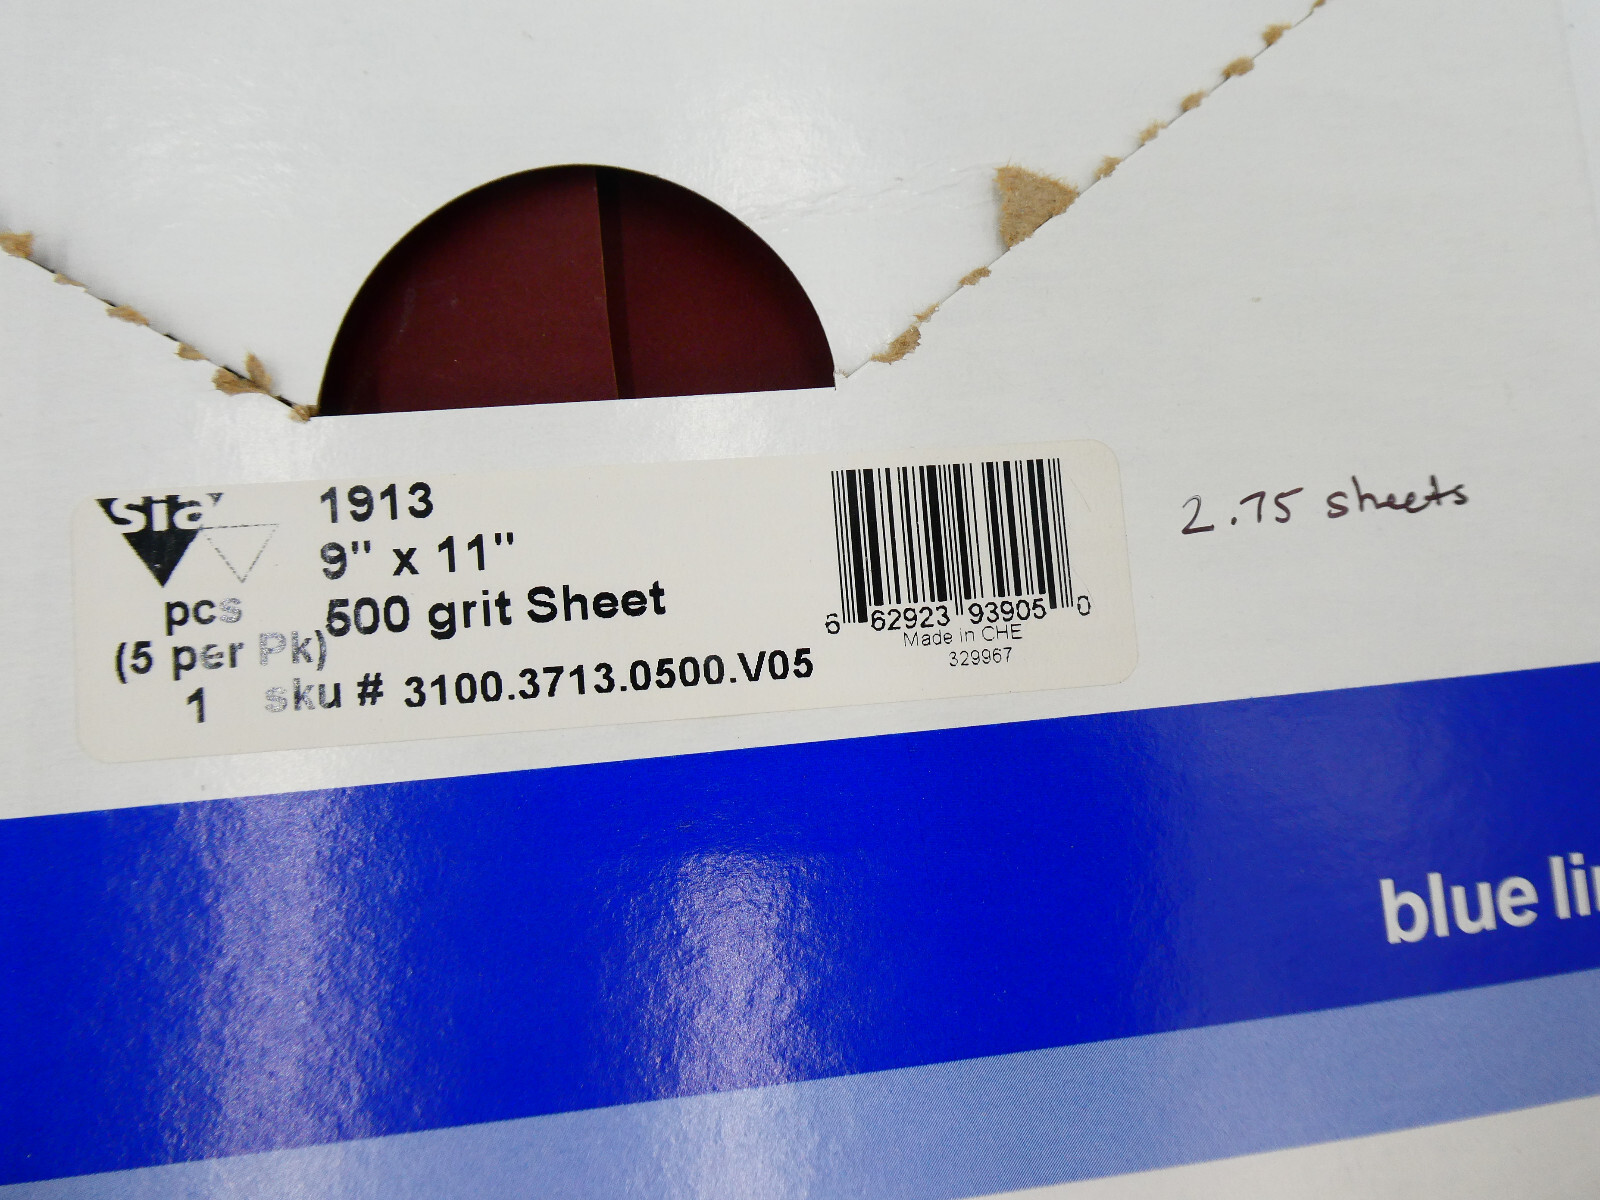 sia
1913
9" x 11"
500 grit Sheet
pcs
(5 per Pk)
1
sku # 3100.3713.0500.V05
6 62923 93905 0
Made in CHE
329967
2.75 sheets
blue li